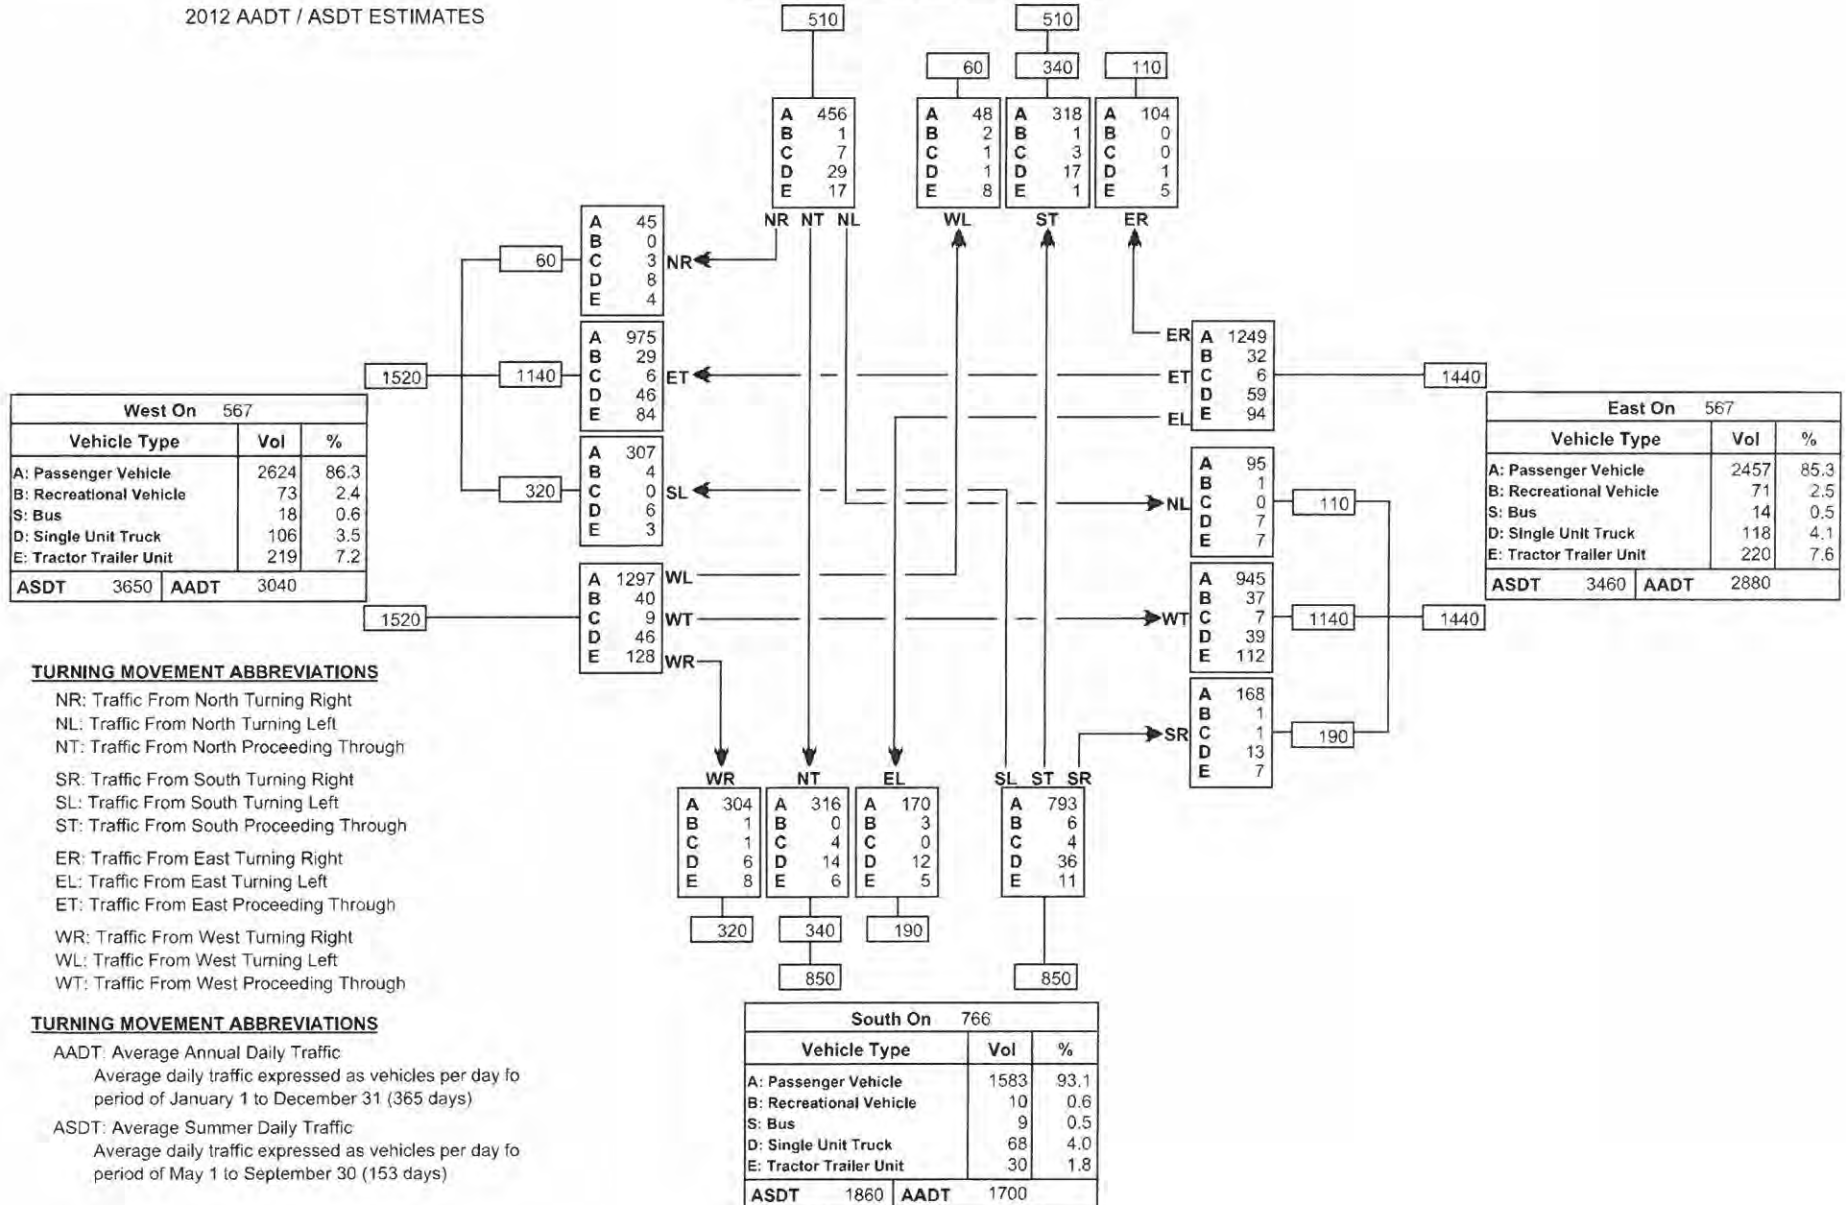 2012 AADT / ASDT ESTIMATES
510
510
60
340
110
A 456
B 1
C 7
D 29
E 17
A 48
B 2
C 1
D 1
E 8
A 318
B 1
C 3
D 17
E 1
A 104
B 0
C 0
D 1
E 5
NR NT NL
WL
ST
ER
60
A 45
B 0
C 3
D 8
E 4
NR
1520
1140
A 975
B 29
C 6
D 46
E 84
ET
320
A 307
B 4
C 0
D 6
E 3
SL
1520
A 1297
B 40
C 9
D 46
E 128
WL
WT
WR
ER
ET
EL
A 1249
B 32
C 6
D 59
E 94
1440
NL
A 95
B 1
C 0
D 7
E 7
110
WT
A 945
B 37
C 7
D 39
E 112
1140
1440
SR
A 168
B 1
C 1
D 13
E 7
190
West On 567
Vehicle Type Vol %
A: Passenger Vehicle 2624 86.3
B: Recreational Vehicle 73 2.4
S: Bus 18 0.6
D: Single Unit Truck 106 3.5
E: Tractor Trailer Unit 219 7.2
ASDT 3650 AADT 3040
East On 567
Vehicle Type Vol %
A: Passenger Vehicle 2457 85.3
B: Recreational Vehicle 71 2.5
S: Bus 14 0.5
D: Single Unit Truck 118 4.1
E: Tractor Trailer Unit 220 7.6
ASDT 3460 AADT 2880
TURNING MOVEMENT ABBREVIATIONS
NR: Traffic From North Turning Right
NL: Traffic From North Turning Left
NT: Traffic From North Proceeding Through
SR: Traffic From South Turning Right
SL: Traffic From South Turning Left
ST: Traffic From South Proceeding Through
ER: Traffic From East Turning Right
EL: Traffic From East Turning Left
ET: Traffic From East Proceeding Through
WR: Traffic From West Turning Right
WL: Traffic From West Turning Left
WT: Traffic From West Proceeding Through
TURNING MOVEMENT ABBREVIATIONS
AADT: Average Annual Daily Traffic
Average daily traffic expressed as vehicles per day fo
period of January 1 to December 31 (365 days)
ASDT: Average Summer Daily Traffic
Average daily traffic expressed as vehicles per day fo
period of May 1 to September 30 (153 days)
WR
NT
EL
SL ST SR
A 304
B 1
C 1
D 6
E 8
A 316
B 0
C 4
D 14
E 6
A 170
B 3
C 0
D 12
E 5
A 793
B 6
C 4
D 36
E 11
320
340
190
850
850
South On 766
Vehicle Type Vol %
A: Passenger Vehicle 1583 93.1
B: Recreational Vehicle 10 0.6
S: Bus 9 0.5
D: Single Unit Truck 68 4.0
E: Tractor Trailer Unit 30 1.8
ASDT 1860 AADT 1700